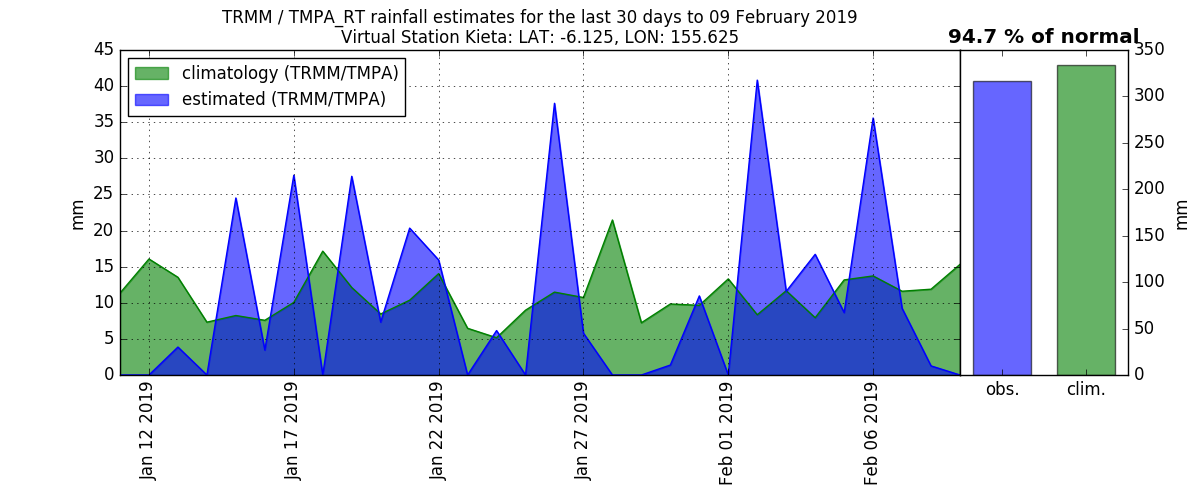 TRMM / TMPA_RT rainfall estimates for the last 30 days to 09 February 2019
Virtual Station Kieta: LAT: -6.125, LON: 155.625
94.7 % of normal
climatology (TRMM/TMPA)
estimated (TRMM/TMPA)
45
40
35
30
25
20
15
10
5
0
mm
Jan 12 2019
Jan 17 2019
Jan 22 2019
Jan 27 2019
Feb 01 2019
Feb 06 2019
obs.
clim.
350
300
250
200
150
100
50
0
mm